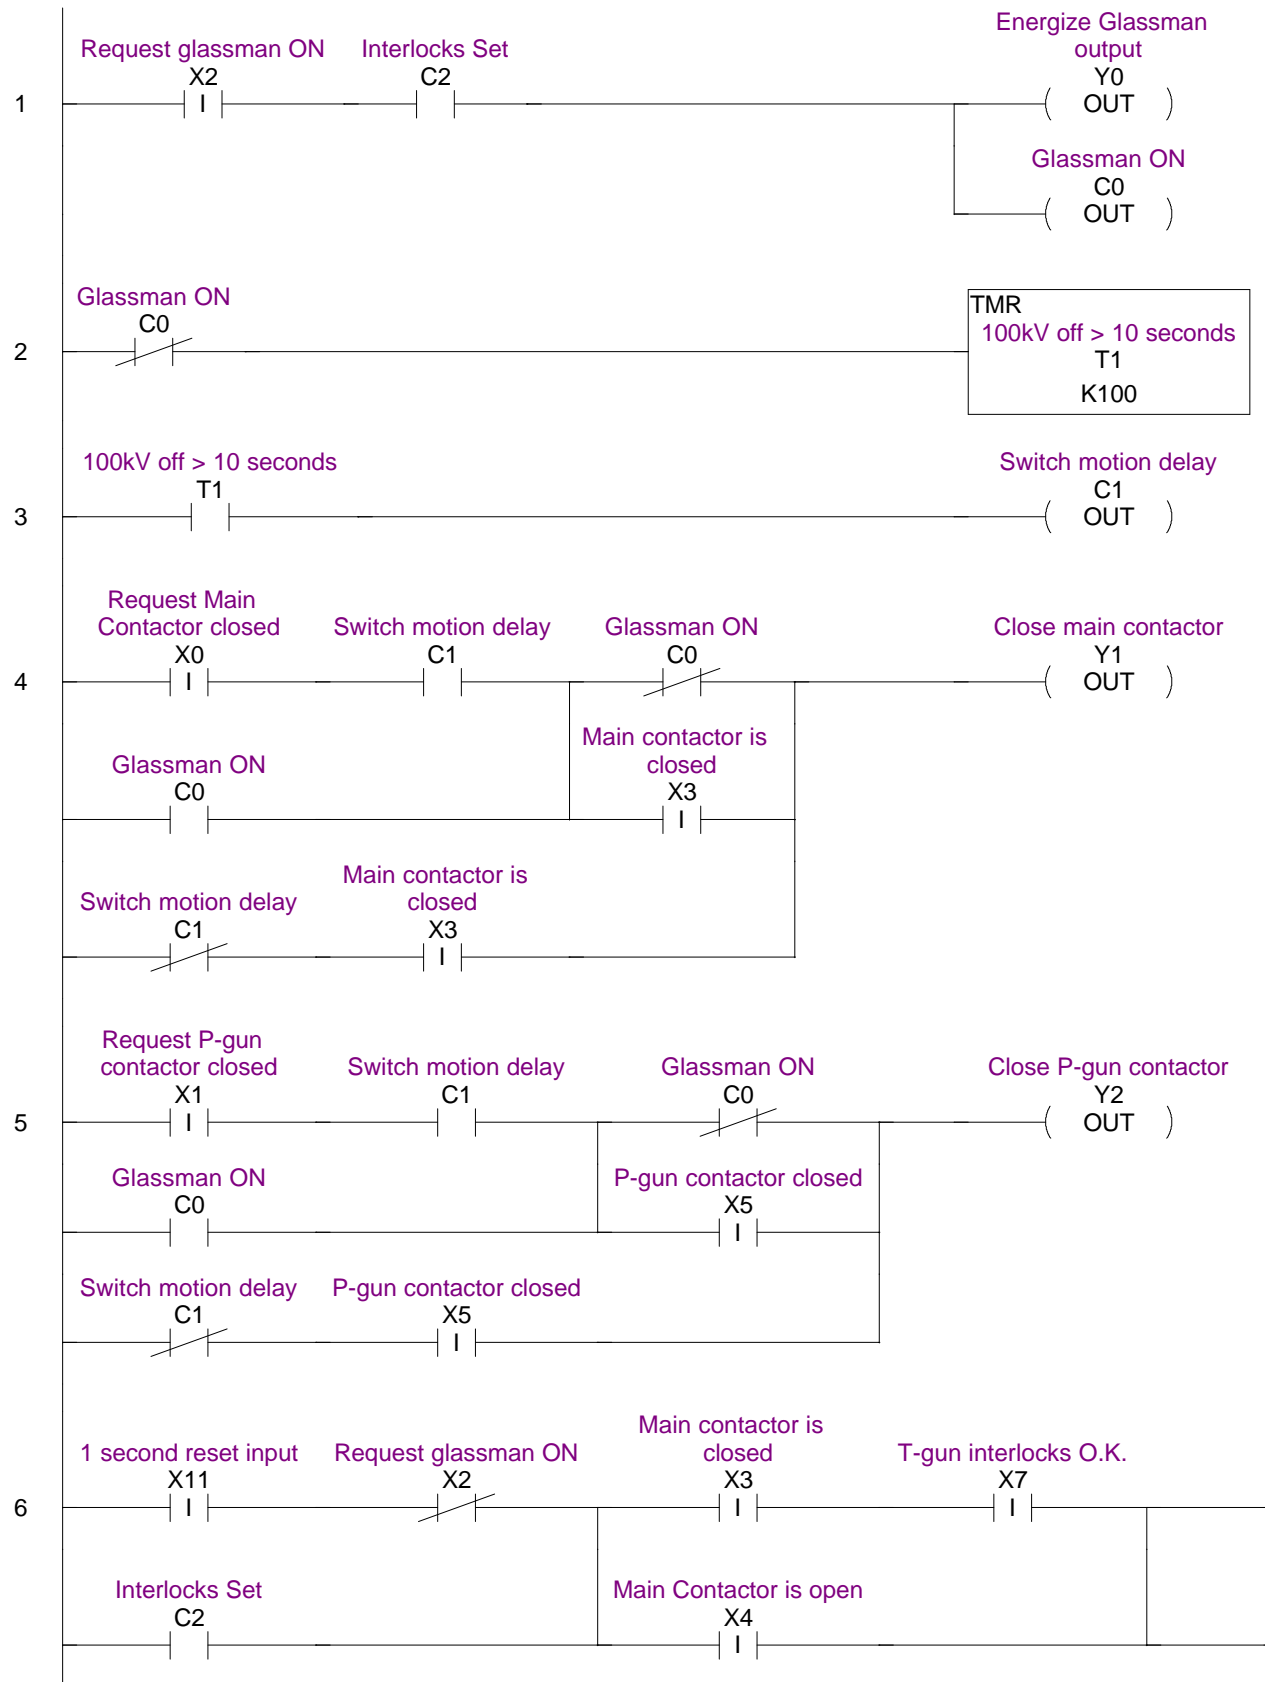 Energize Glassman
output
Request glassman ON Interlocks Set
X2 C2 Y0
1 I OUT
Glassman ON
C0
OUT
Glassman ON
C0
TMR
100kV off > 10 seconds
2
T1
K100
100kV off > 10 seconds Switch motion delay
T1 C1
3 OUT
Request Main
Contactor closed Switch motion delay Glassman ON Close main contactor
X0 C1 C0 Y1
4 I OUT
Main contactor is
closed
Glassman ON
C0 X3
I
Main contactor is
closed
Switch motion delay
C1 X3
I
Request P-gun
contactor closed Switch motion delay Glassman ON Close P-gun contactor
X1 C1 C0 Y2
5 I OUT
Glassman ON P-gun contactor closed
C0 X5
I
Switch motion delay P-gun contactor closed
C1 X5
I
Main contactor is
closed
1 second reset input Request glassman ON T-gun interlocks O.K.
X11 X2 X3 X7
6 I I I
Interlocks Set Main Contactor is open
C2 X4
I